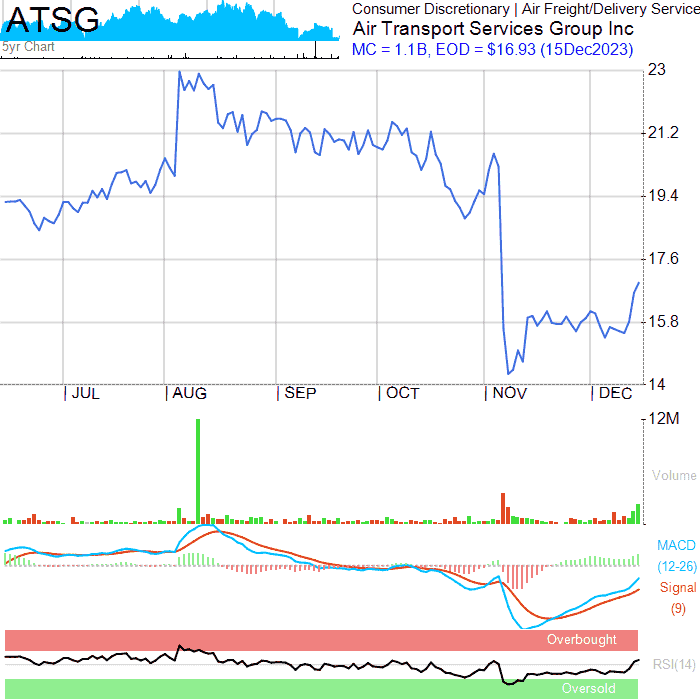 ATSG
5yr Chart
Consumer Discretionary | Air Freight/Delivery Service
Air Transport Services Group Inc
MC = 1.1B, EOD = $16.93 (15Dec2023)
23
21.2
19.4
17.6
15.8
14
JUL AUG SEP OCT NOV DEC
12M
Volume
MACD
(12-26)
Signal
(9)
Overbought
RSI(14)
Oversold